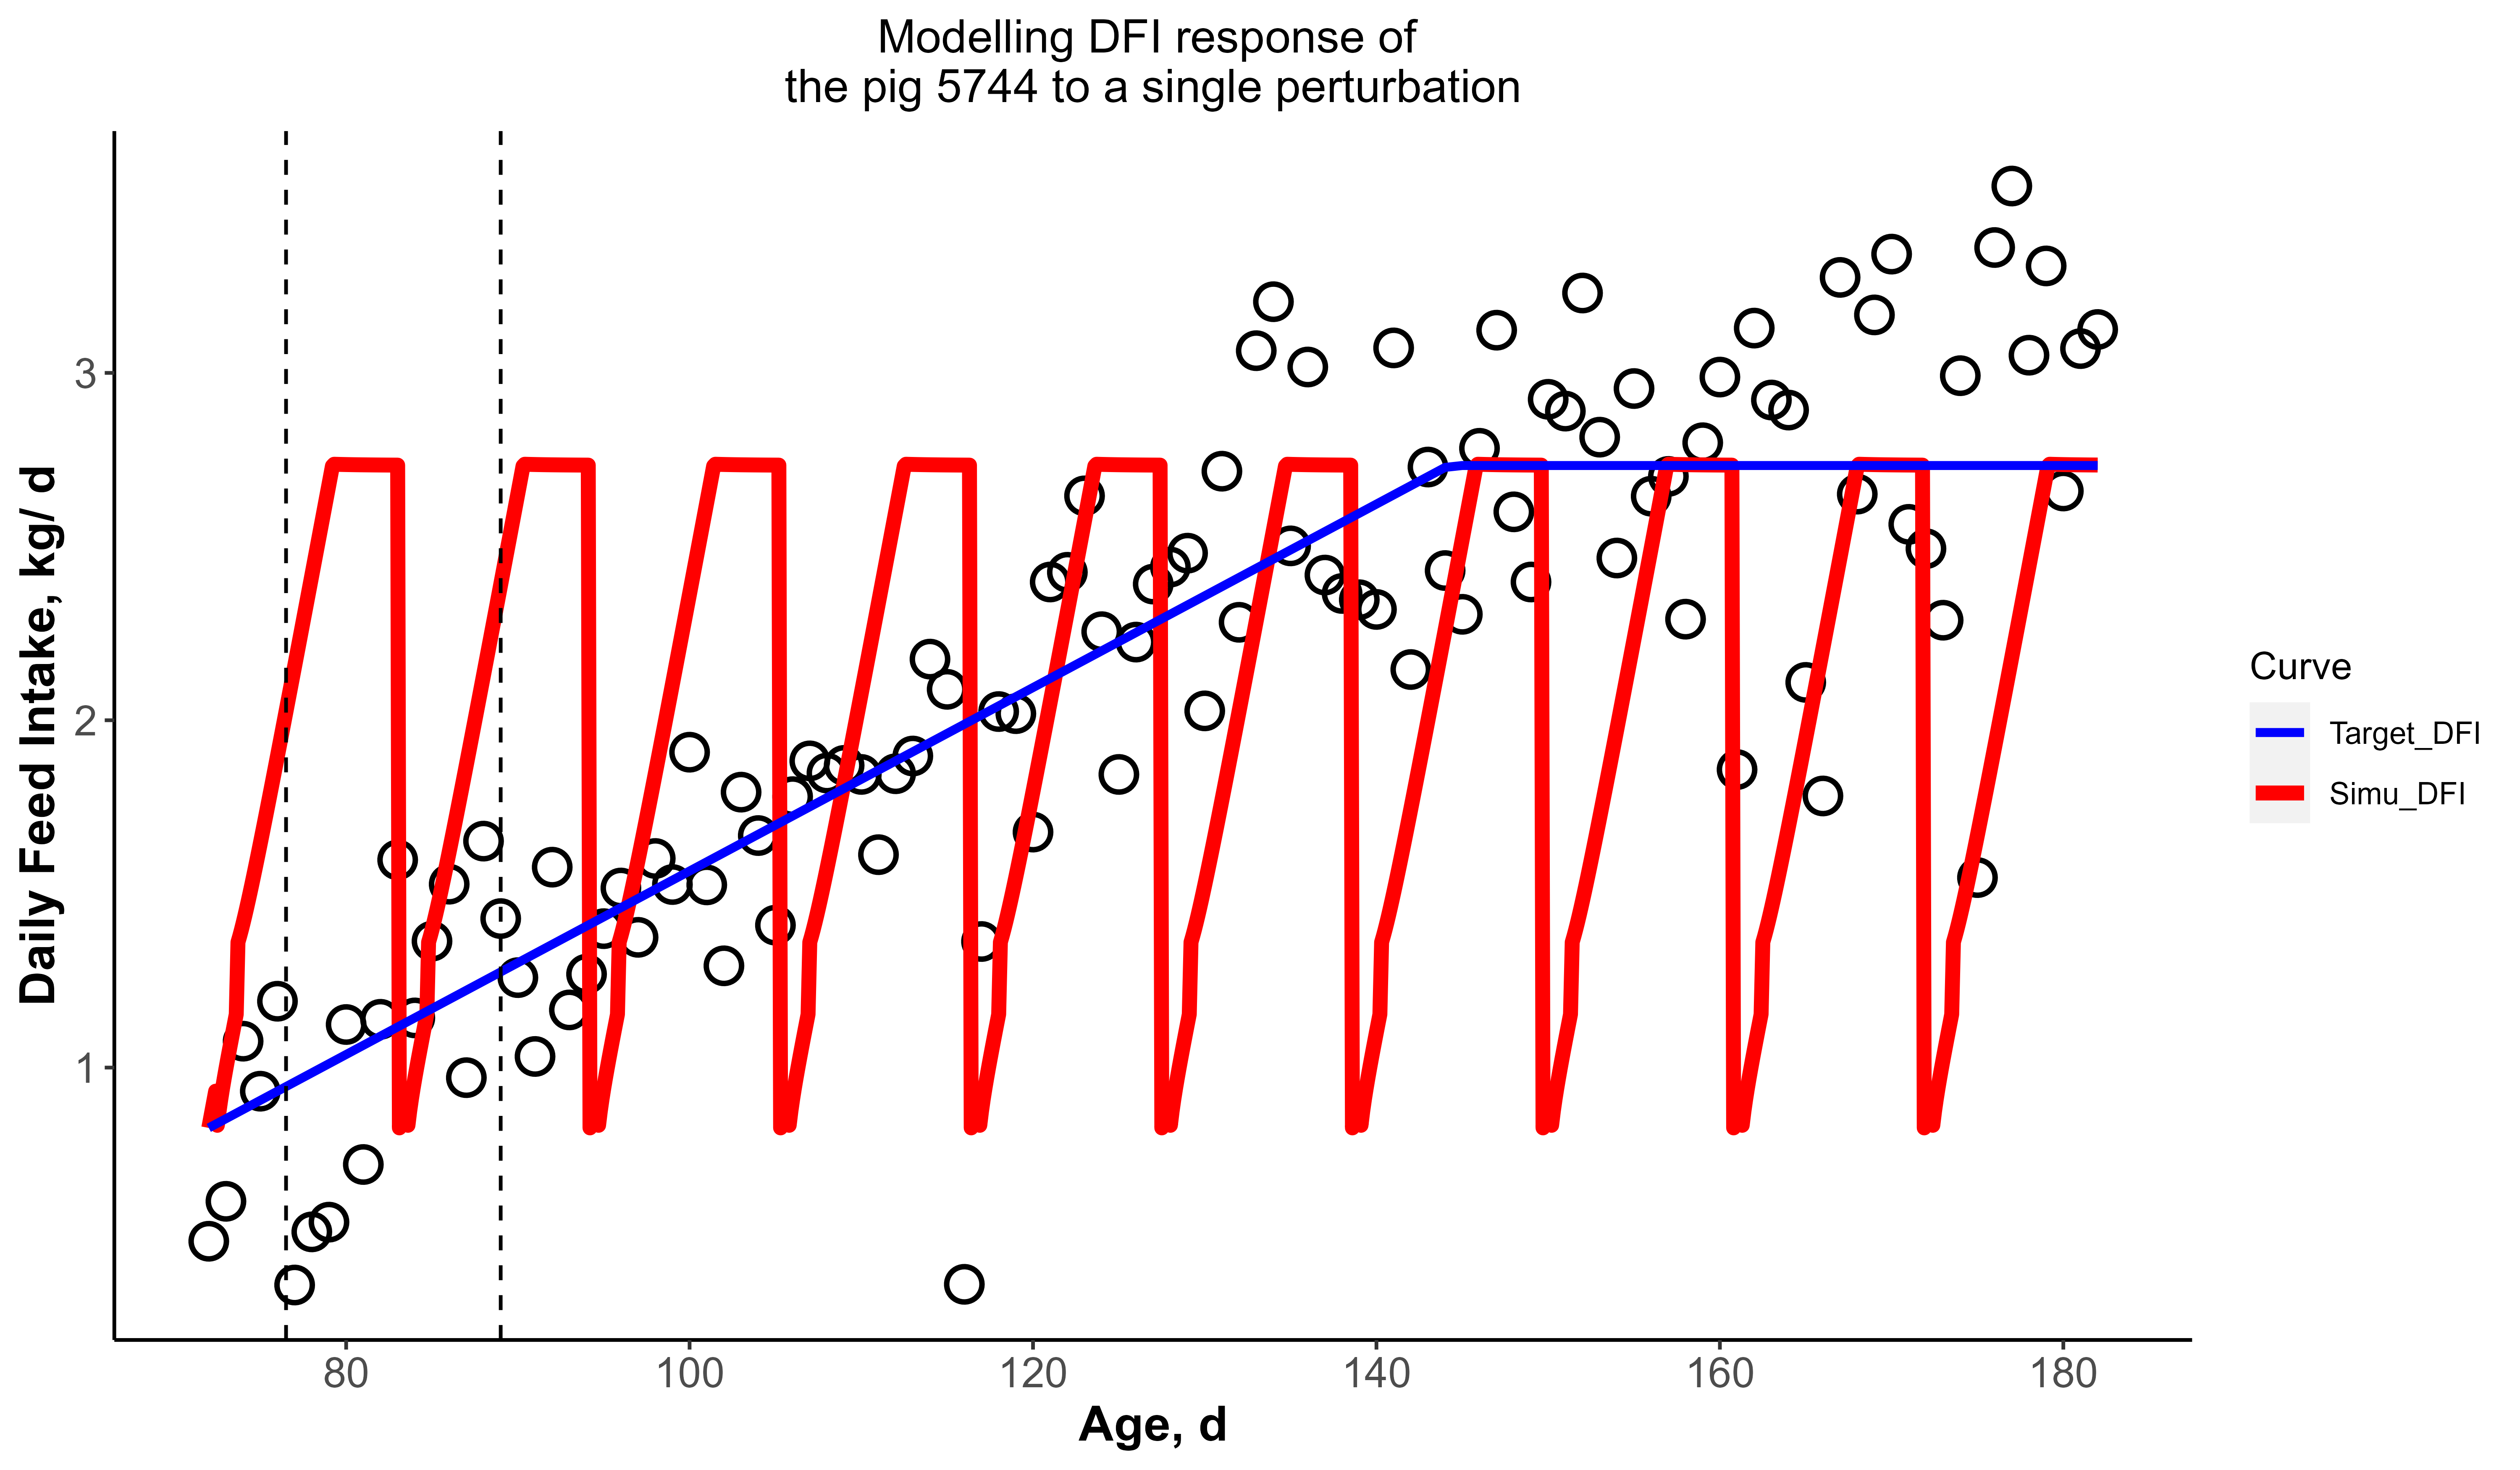 Modelling DFI response of
the pig 5744 to a single perturbation
Daily Feed Intake, kg/ d
3
2
1
80
100
120
140
160
180
Age, d
Curve
Target_DFI
Simu_DFI